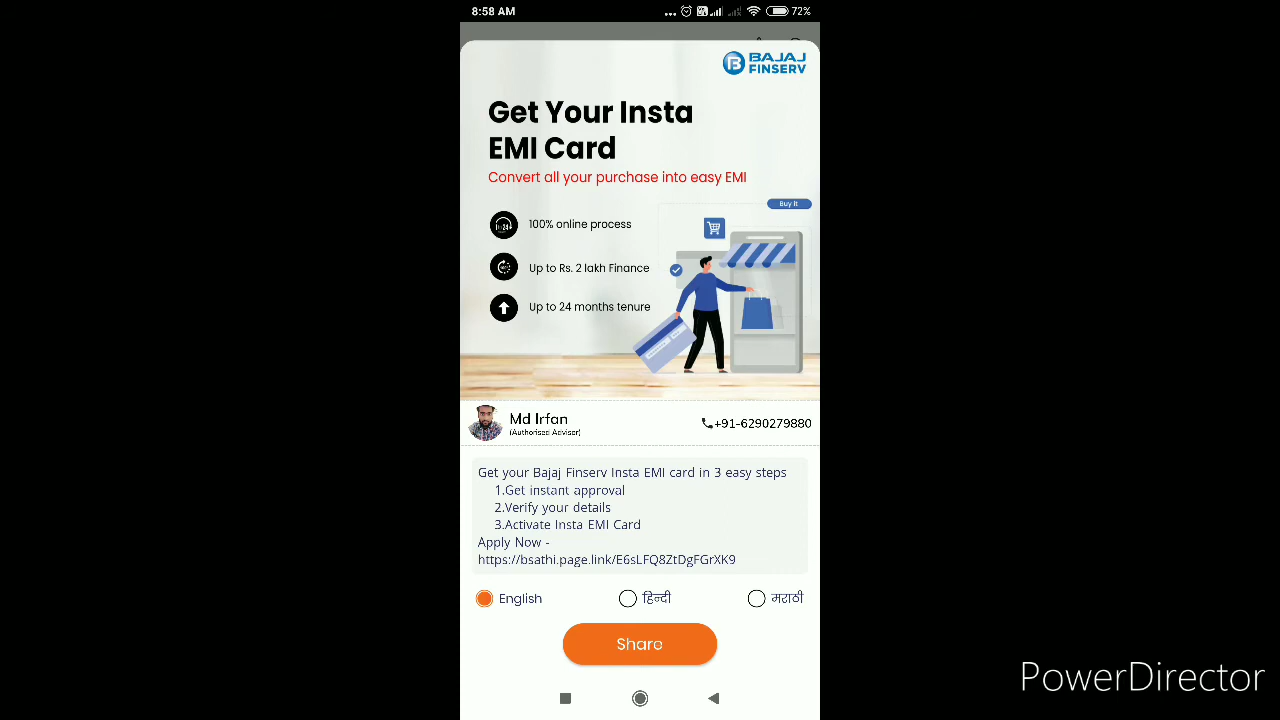 8:58 AM
72%
BAJAJ
FINSERV
Get Your Insta
EMI Card
Convert all your purchase into easy EMI
Buy It
100% online process
Up to Rs. 2 lakh Finance
Up to 24 months tenure
Md Irfan
(Authorised Advisor)
+91-6290279880
Get your Bajaj Finserv Insta EMI card in 3 easy steps
1.Get instant approval
2.Verify your details
3.Activate Insta EMI Card
Apply Now -
https://bsathi.page.link/E6sLFQ8ZtDgFGrXK9
English
हिन्दी
मराठी
Share
PowerDirector